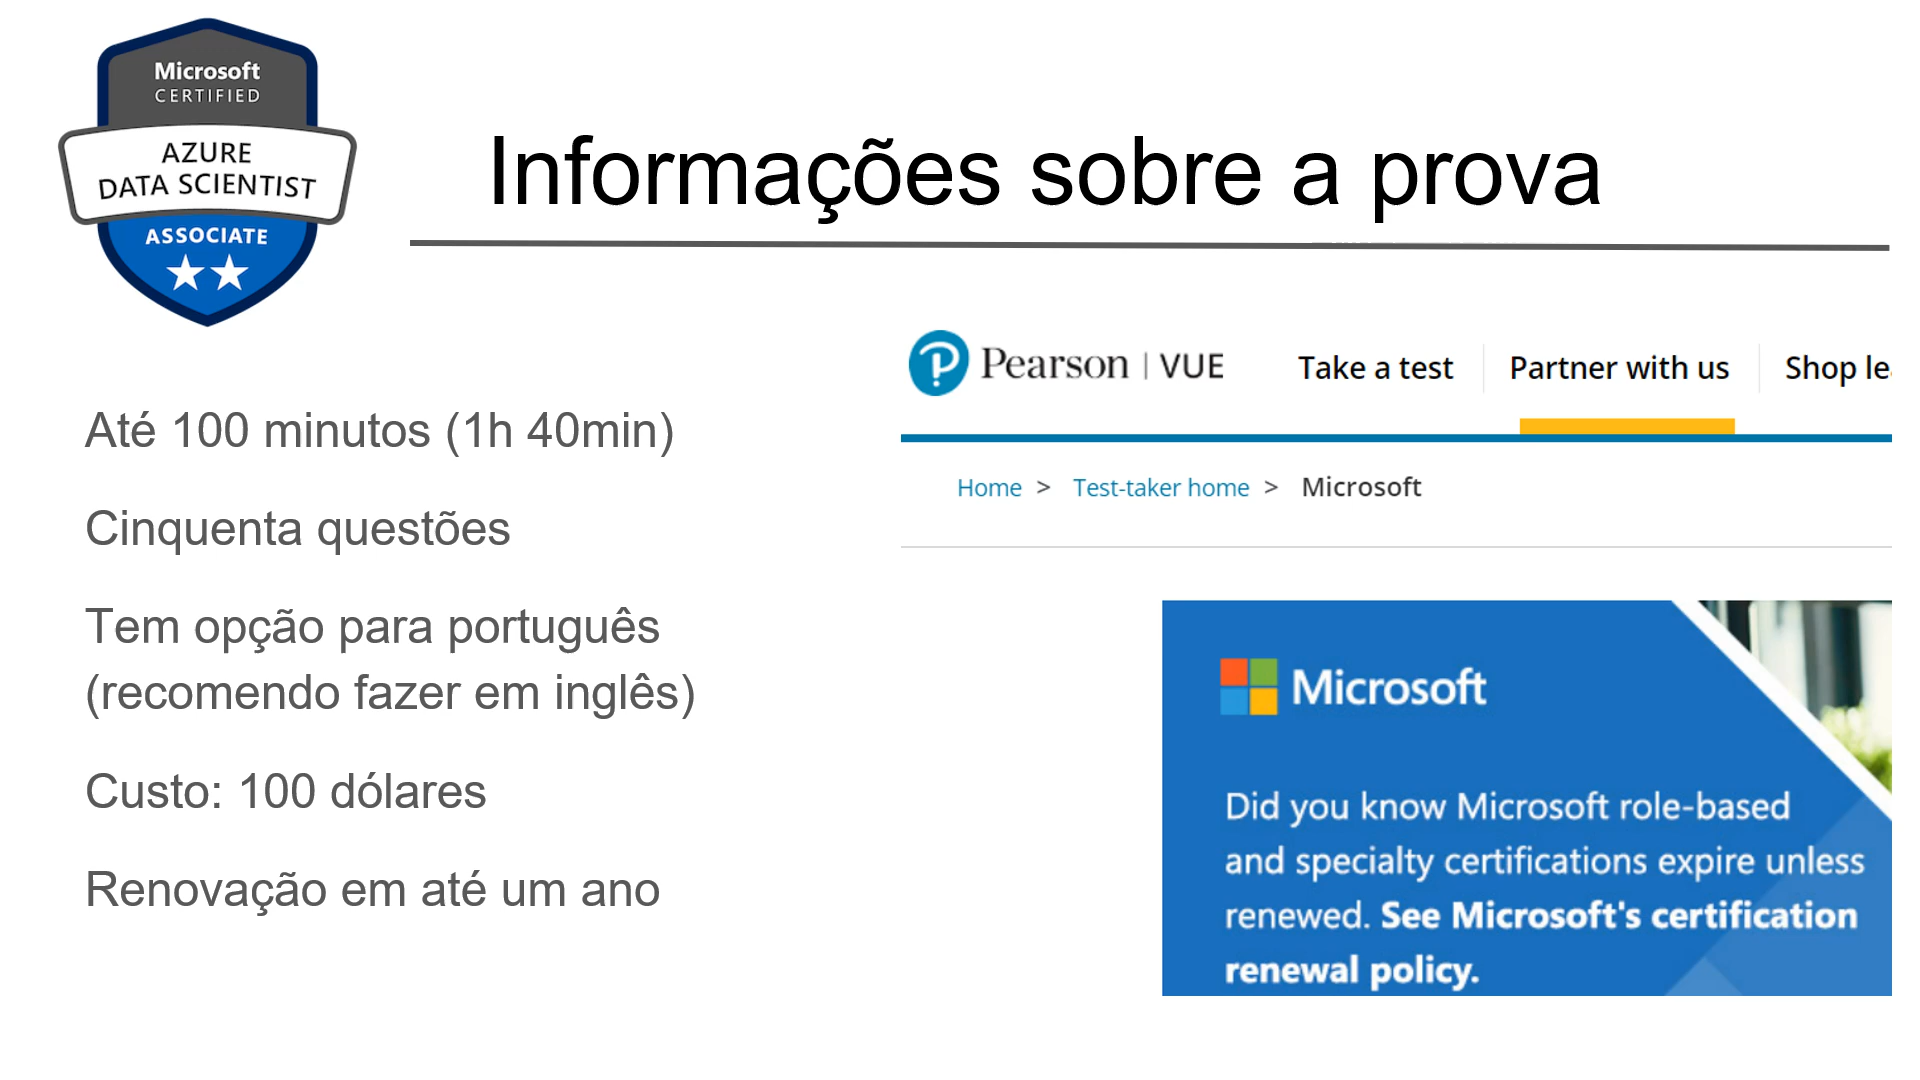 Microsoft
CERTIFIED
AZURE
DATA SCIENTIST
ASSOCIATE
Informações sobre a prova
Até 100 minutos (1h 40min)
Cinquenta questões
Tem opção para português
(recomendo fazer em inglês)
Custo: 100 dólares
Renovação em até um ano
Pearson | VUE
Take a test
Partner with us
Shop le
Home > Test-taker home > Microsoft
Microsoft
Did you know Microsoft role-based
and specialty certifications expire unless
renewed. See Microsoft's certification
renewal policy.